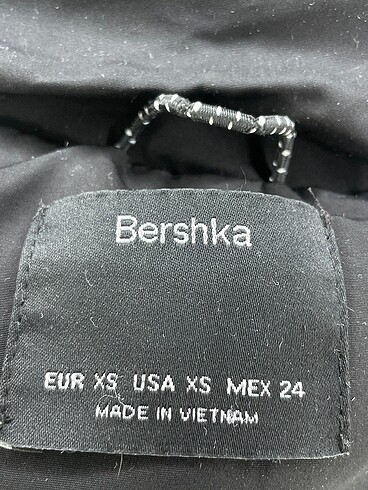 Bershka
EUR XS USA XS MEX 24
MADE IN VIETNAM